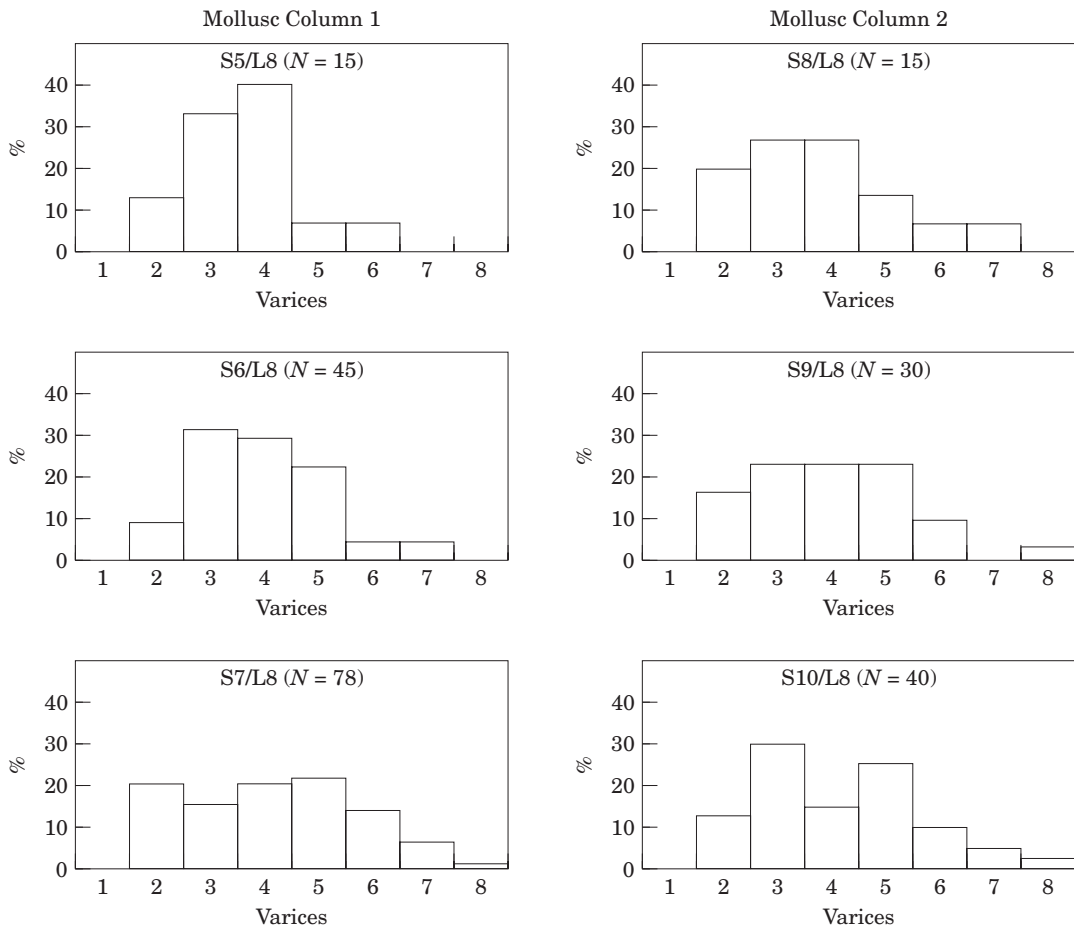 Mollusc Column 1
S5/L8 (N = 15)
40
30
20
10
0
%
1 2 3 4 5 6 7 8
Varices
S6/L8 (N = 45)
40
30
20
10
0
%
1 2 3 4 5 6 7 8
Varices
S7/L8 (N = 78)
40
30
20
10
0
%
1 2 3 4 5 6 7 8
Varices
Mollusc Column 2
S8/L8 (N = 15)
40
30
20
10
0
%
1 2 3 4 5 6 7 8
Varices
S9/L8 (N = 30)
40
30
20
10
0
%
1 2 3 4 5 6 7 8
Varices
S10/L8 (N = 40)
40
30
20
10
0
%
1 2 3 4 5 6 7 8
Varices